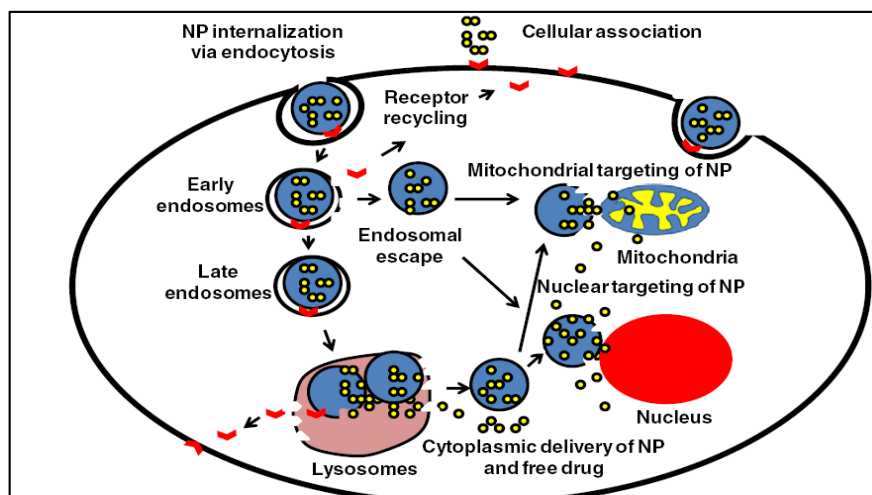 NP internalization
via endocytosis
Cellular association
Receptor
recycling
Early
endosomes
Mitochondrial targeting of NP
Endosomal
escape
Mitochondria
Late
endosomes
Nuclear targeting of NP
Nucleus
Cytoplasmic delivery of NP
and free drug
Lysosomes